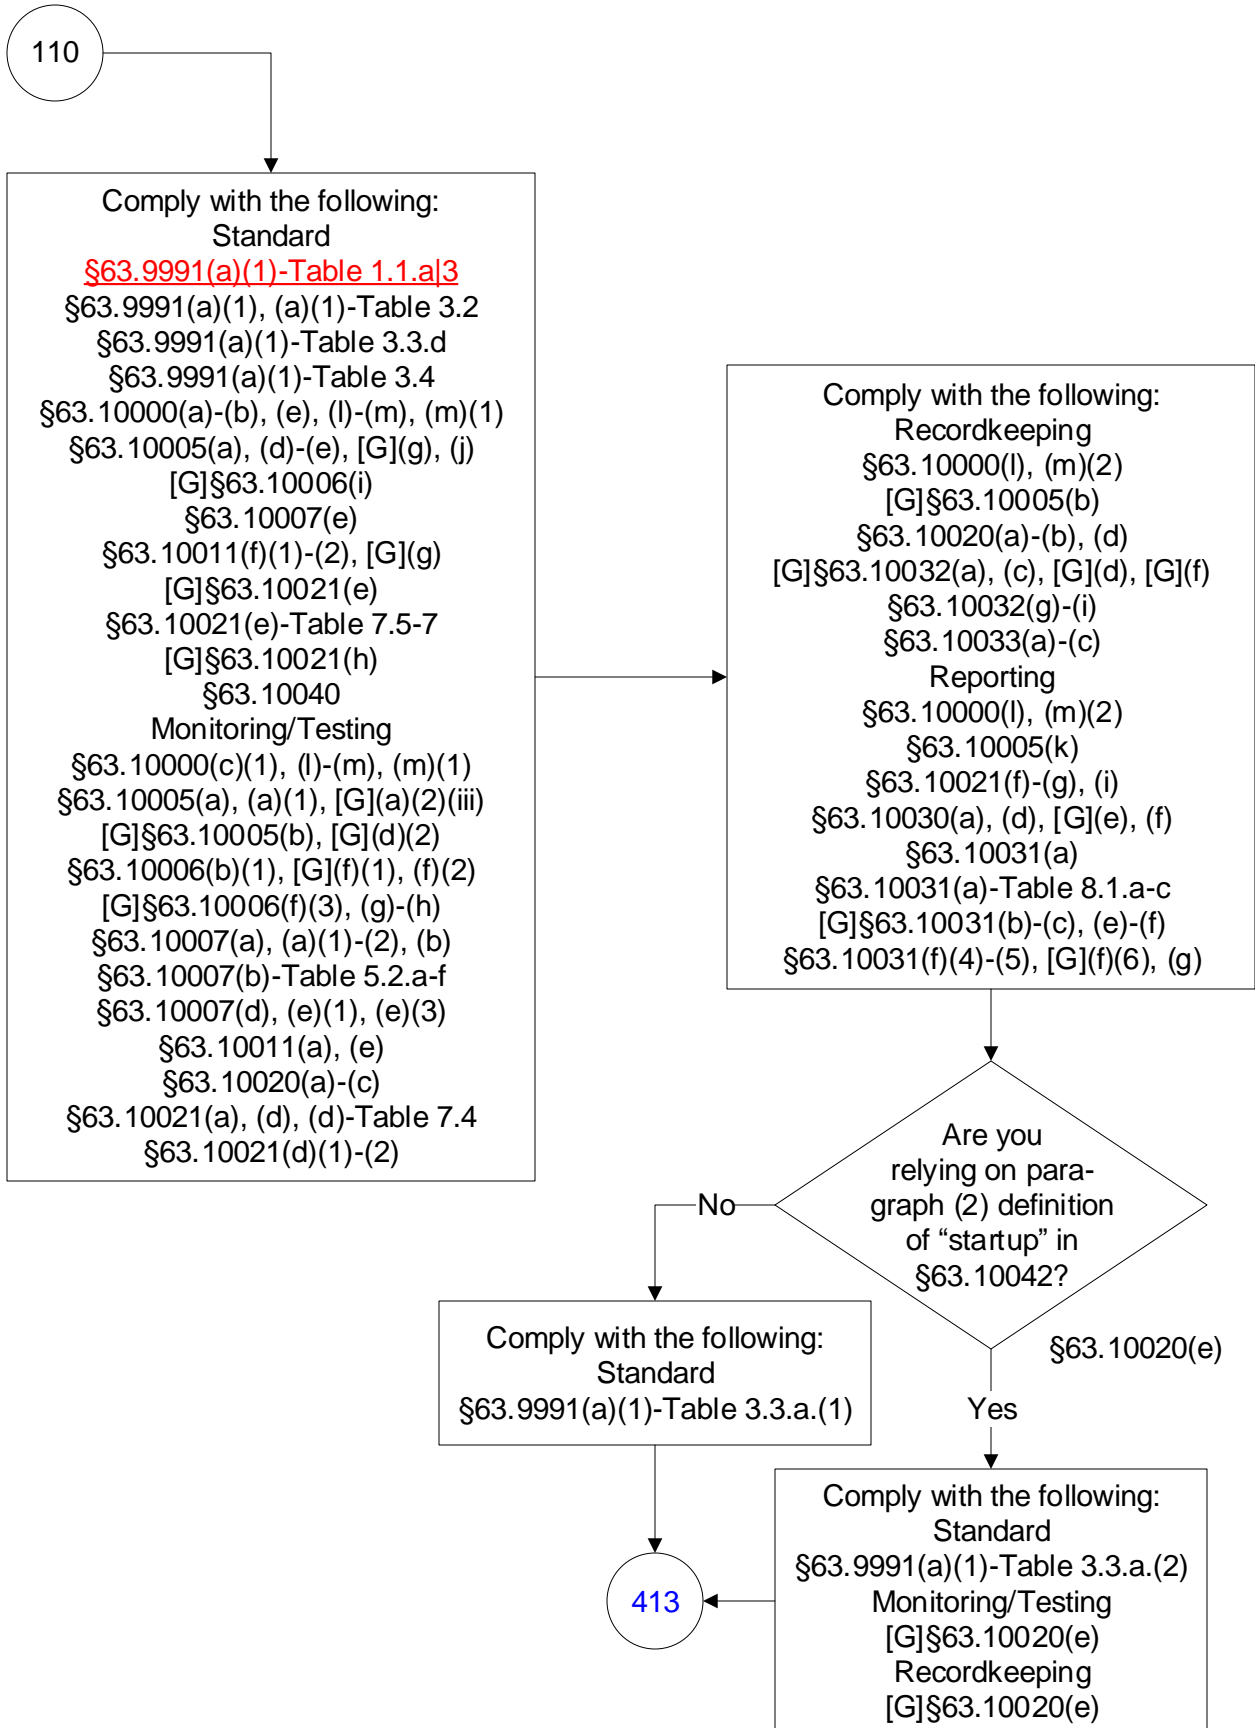 110
Comply with the following:
Standard
§63.9991(a)(1)-Table 1.1.a|3
§63.9991(a)(1), (a)(1)-Table 3.2
§63.9991(a)(1)-Table 3.3.d
§63.9991(a)(1)-Table 3.4
§63.10000(a)-(b), (e), (l)-(m), (m)(1)
§63.10005(a), (d)-(e), [G](g), (j)
[G]§63.10006(i)
§63.10007(e)
§63.10011(f)(1)-(2), [G](g)
[G]§63.10021(e)
§63.10021(e)-Table 7.5-7
[G]§63.10021(h)
§63.10040
Monitoring/Testing
§63.10000(c)(1), (l)-(m), (m)(1)
§63.10005(a), (a)(1), [G](a)(2)(iii)
[G]§63.10005(b), [G](d)(2)
§63.10006(b)(1), [G](f)(1), (f)(2)
[G]§63.10006(f)(3), (g)-(h)
§63.10007(a), (a)(1)-(2), (b)
§63.10007(b)-Table 5.2.a-f
§63.10007(d), (e)(1), (e)(3)
§63.10011(a), (e)
§63.10020(a)-(c)
§63.10021(a), (d), (d)-Table 7.4
§63.10021(d)(1)-(2)
Comply with the following:
Recordkeeping
§63.10000(l), (m)(2)
[G]§63.10005(b)
§63.10020(a)-(b), (d)
[G]§63.10032(a), (c), [G](d), [G](f)
§63.10032(g)-(i)
§63.10033(a)-(c)
Reporting
§63.10000(l), (m)(2)
§63.10005(k)
§63.10021(f)-(g), (i)
§63.10030(a), (d), [G](e), (f)
§63.10031(a)
§63.10031(a)-Table 8.1.a-c
[G]§63.10031(b)-(c), (e)-(f)
§63.10031(f)(4)-(5), [G](f)(6), (g)
Are you
relying on para-
graph (2) definition
of “startup” in
§63.10042?
§63.10020(e)
No
Comply with the following:
Standard
§63.9991(a)(1)-Table 3.3.a.(1)
Yes
Comply with the following:
Standard
§63.9991(a)(1)-Table 3.3.a.(2)
Monitoring/Testing
[G]§63.10020(e)
Recordkeeping
[G]§63.10020(e)
413